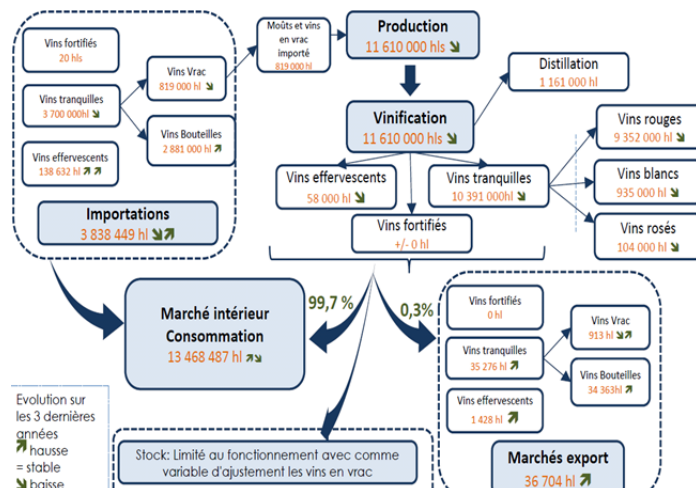 Vins fortifiés
20 hls
Vins tranquilles
3 700 000hl
Vins effervescents
138 632 hl
Vins Vrac
819 000 hl
Vins Bouteilles
2 881 000 hl
Importations
3 838 449 hl
Moûts et vins
en vrac
importé
819 000 hl
Production
11 610 000 hls
Distillation
1 161 000 hl
Vinification
11 610 000 hls
Vins effervescents
58 000 hl
Vins tranquilles
10 391 000hl
Vins fortifiés
+/- 0 hl
Vins rouges
9 352 000 hl
Vins blancs
935 000 hl
Vins rosés
104 000 hl
Marché intérieur
Consommation
13 468 487 hl
99,7 %
0,3%
Vins fortifiés
0 hl
Vins tranquilles
35 276 hl
Vins effervescents
1 428 hl
Vins Vrac
913 hl
Vins Bouteilles
34 363hl
Marchés export
36 704 hl
Evolution sur
les 3 dernières
années
hausse
= stable
baisse
Stock: Limité au fonctionnement avec comme
variable d'ajustement les vins en vrac